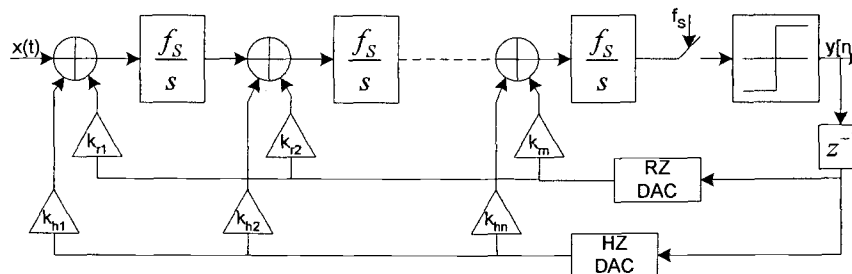 f_S
x(t)
f_S
s
f_S
s
f_S
s
y[n]
k_r1
k_r2
k_rn
z^-
RZ
DAC
k_h1
k_h2
k_hn
HZ
DAC